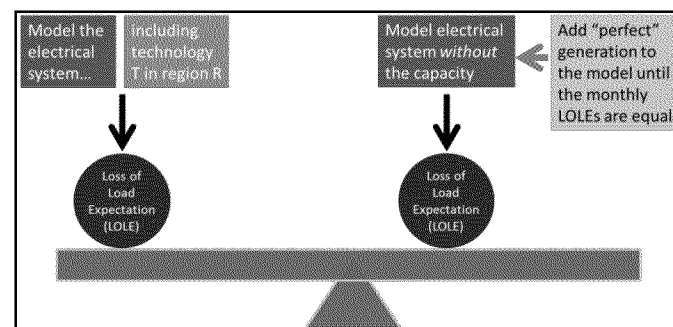 Model the
electrical
system…
including
technology
T in region R
Model electrical
system without
the capacity
Add “perfect”
generation to
the model until
the monthly
LOLEs are equal
Loss of
Load
Expectation
(LOLE)
Loss of
Load
Expectation
(LOLE)